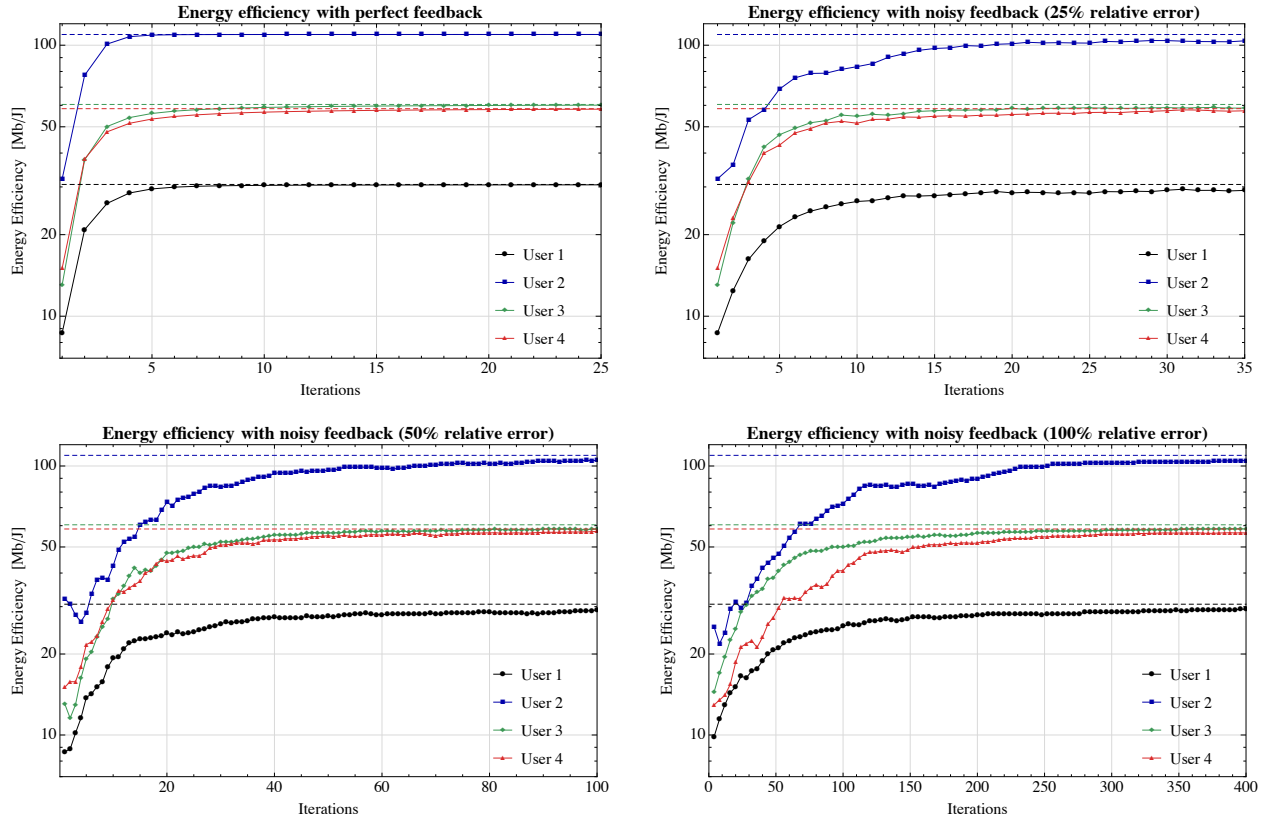 Energy efficiency with perfect feedback
100
50
20
10
Energy Efficiency [Mb/J]
User 1
User 2
User 3
User 4
5 10 15 20 25
Iterations
Energy efficiency with noisy feedback (25% relative error)
100
50
20
10
Energy Efficiency [Mb/J]
User 1
User 2
User 3
User 4
5 10 15 20 25 30 35
Iterations
Energy efficiency with noisy feedback (50% relative error)
100
50
20
10
Energy Efficiency [Mb/J]
User 1
User 2
User 3
User 4
20 40 60 80 100
Iterations
Energy efficiency with noisy feedback (100% relative error)
100
50
20
10
Energy Efficiency [Mb/J]
User 1
User 2
User 3
User 4
0 50 100 150 200 250 300 350 400
Iterations